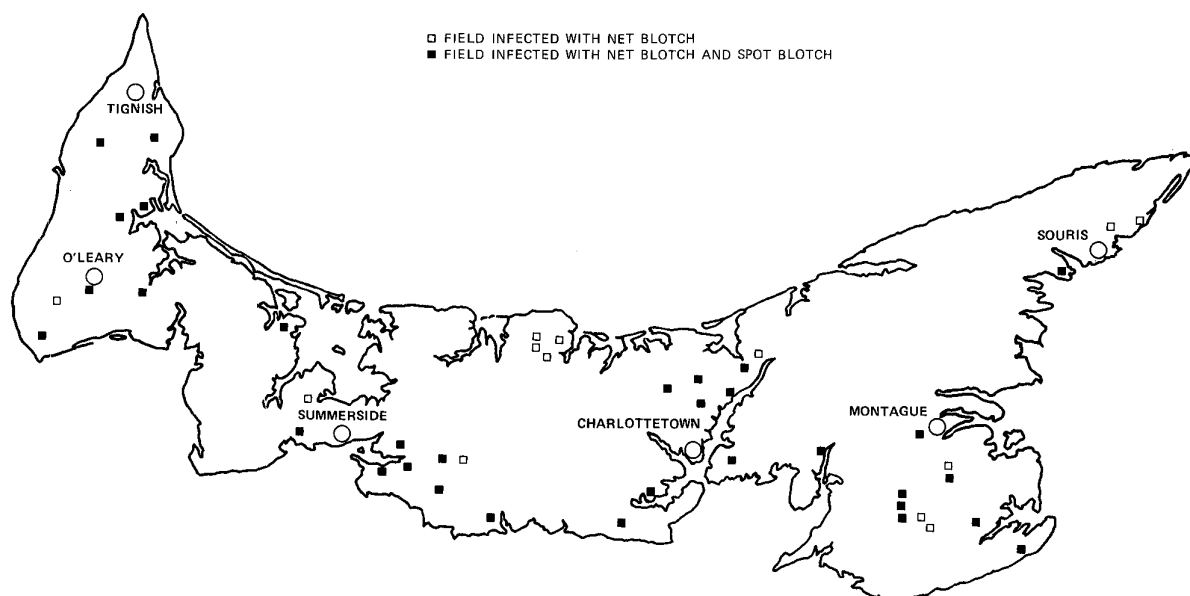 FIELD INFECTED WITH NET BLOTCH
FIELD INFECTED WITH NET BLOTCH AND SPOT BLOTCH
TIGNISH
O'LEARY
SOURIS
SUMMERSIDE
CHARLOTTETOWN
MONTAGUE